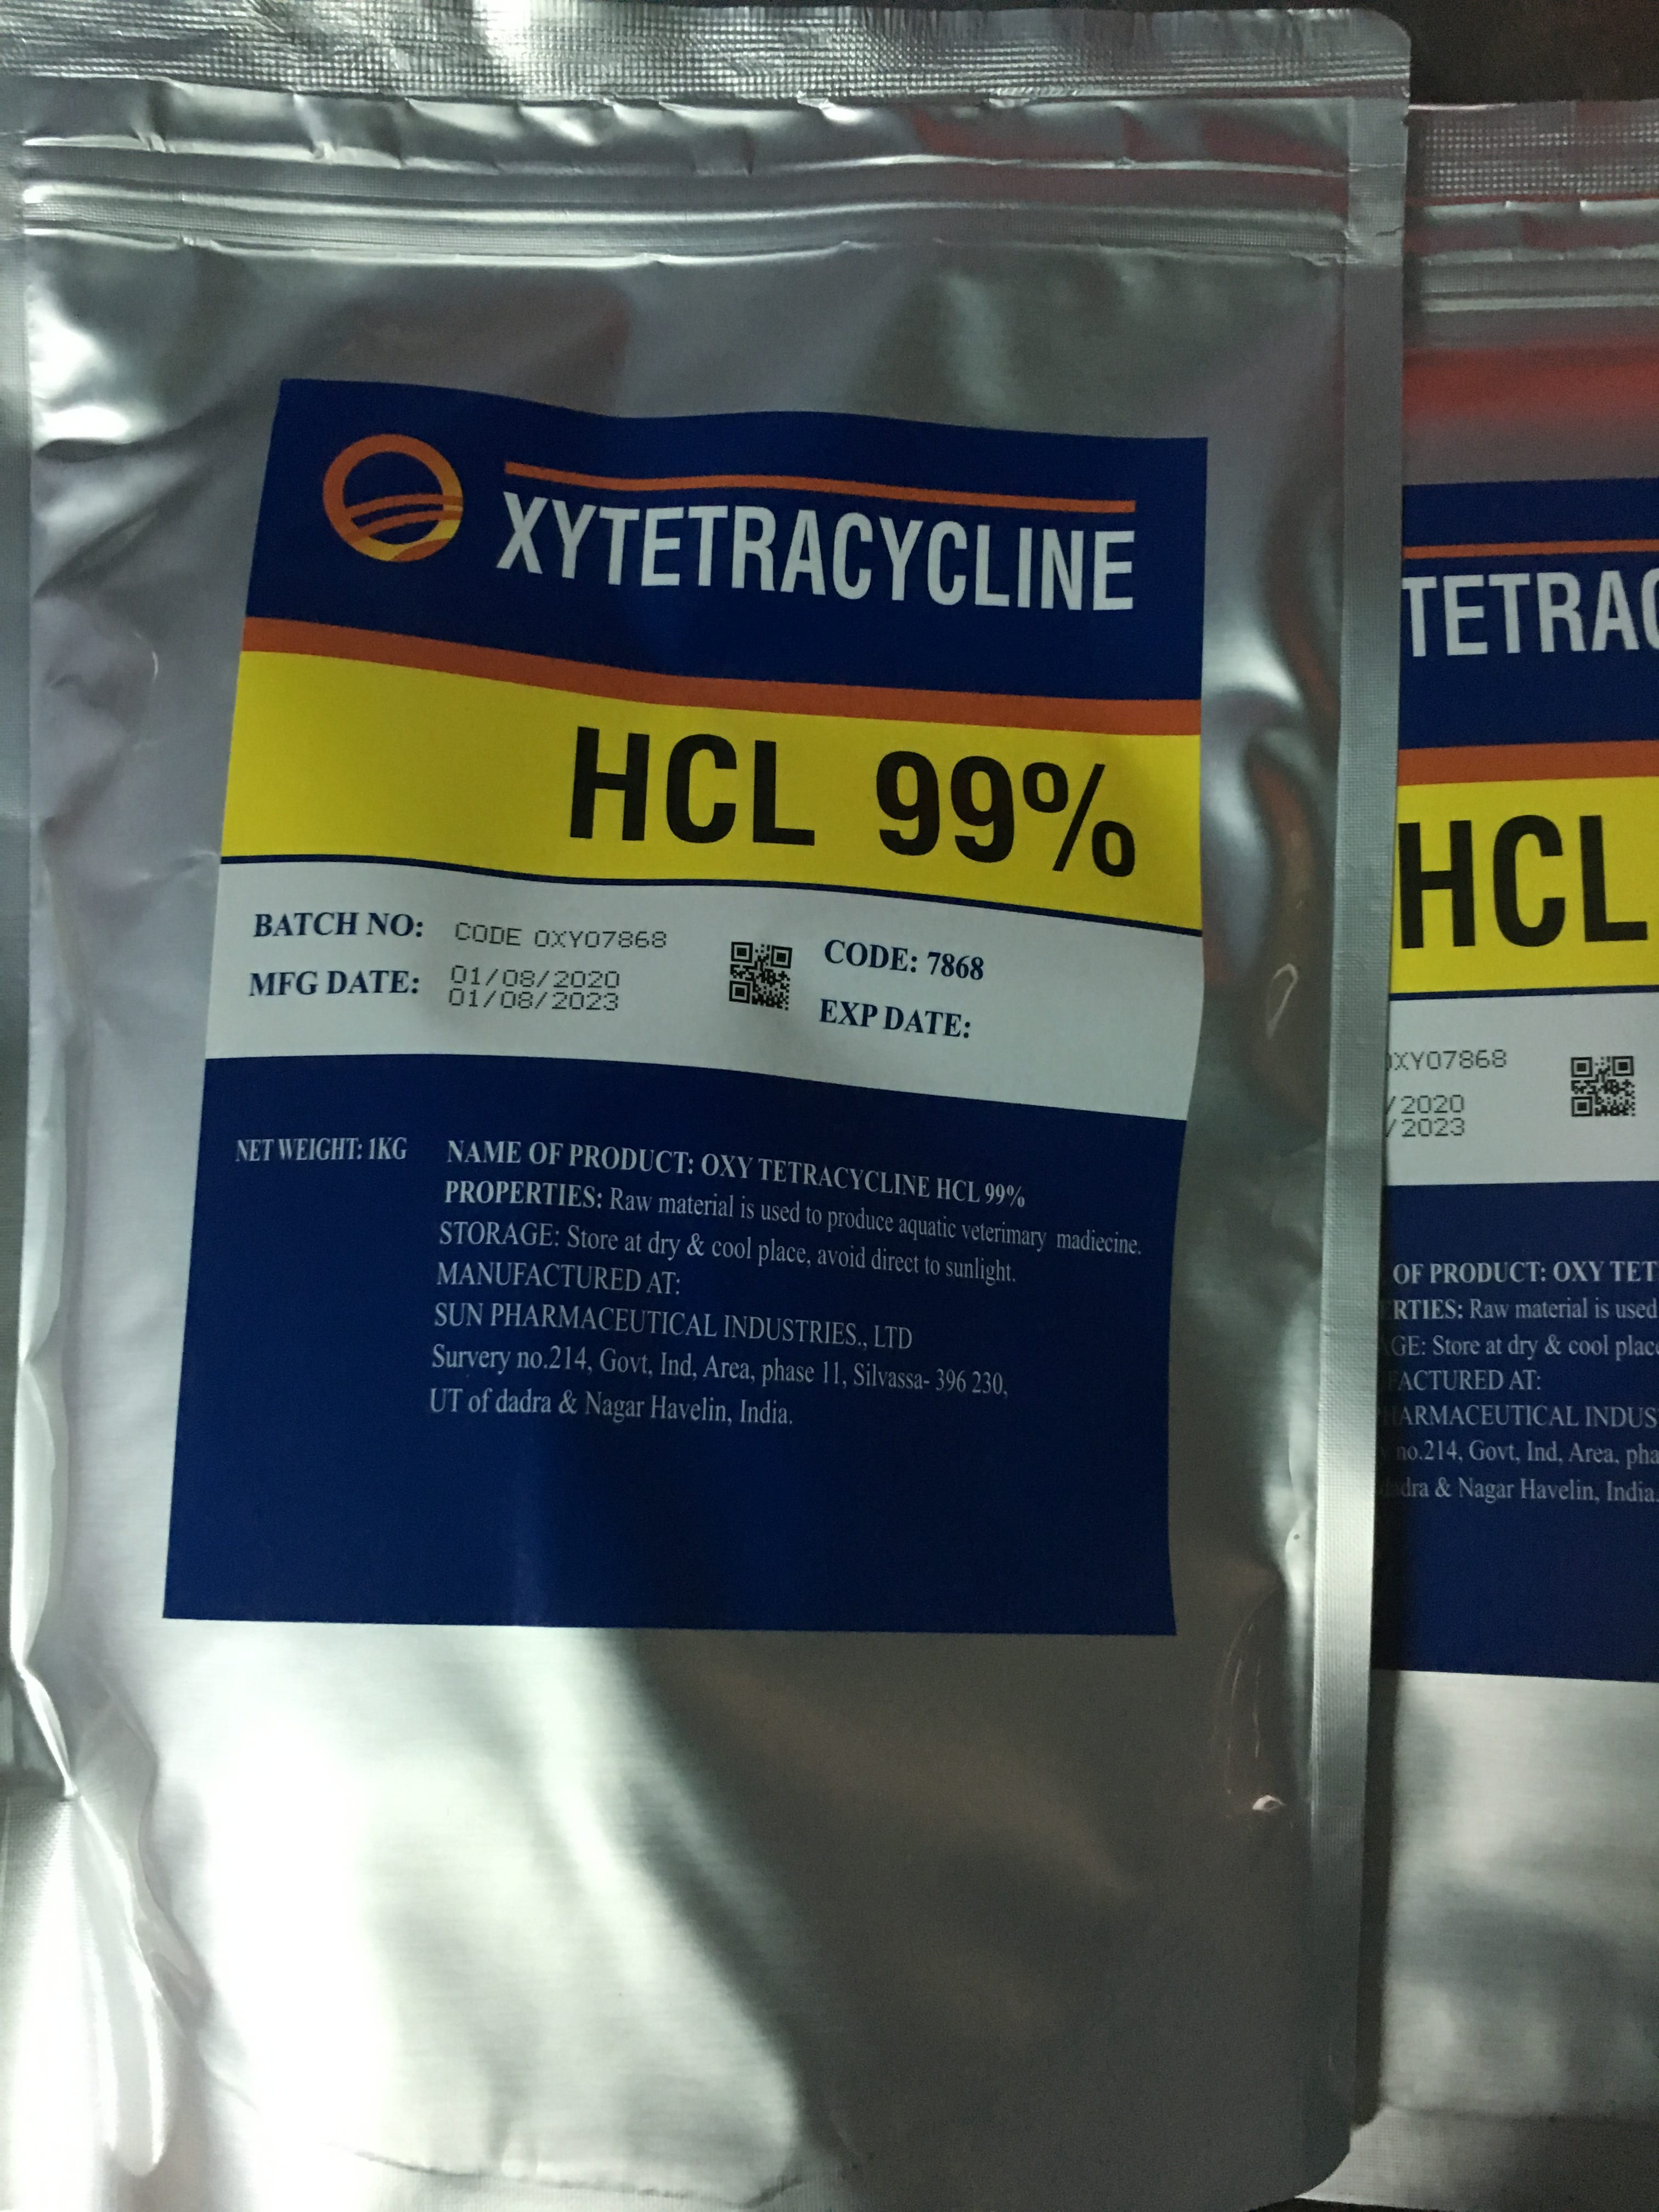 XYTETRACYCLINE
HCL 99%
BATCH NO: CODE OXY07868
CODE: 7868
MFG DATE: 01/08/2020
01/08/2023
EXP DATE:
NET WEIGHT: 1KG
NAME OF PRODUCT: OXY TETRACYCLINE HCL 99%
PROPERTIES: Raw material is used to produce aquatic veterimary madiecine.
STORAGE: Store at dry & cool place, avoid direct to sunlight.
MANUFACTURED AT:
SUN PHARMACEUTICAL INDUSTRIES., LTD
Survery no.214, Govt, Ind, Area, phase 11, Silvassa- 396 230,
UT of dadra & Nagar Havelin, India.
TETRAC
HCL
OXY07868
/2020
/2023
OF PRODUCT: OXY TET
RTIES: Raw material is used
GE: Store at dry & cool place
FACTURED AT:
HARMACEUTICAL INDUS
no.214, Govt, Ind, Area, pha
dadra & Nagar Havelin, India.